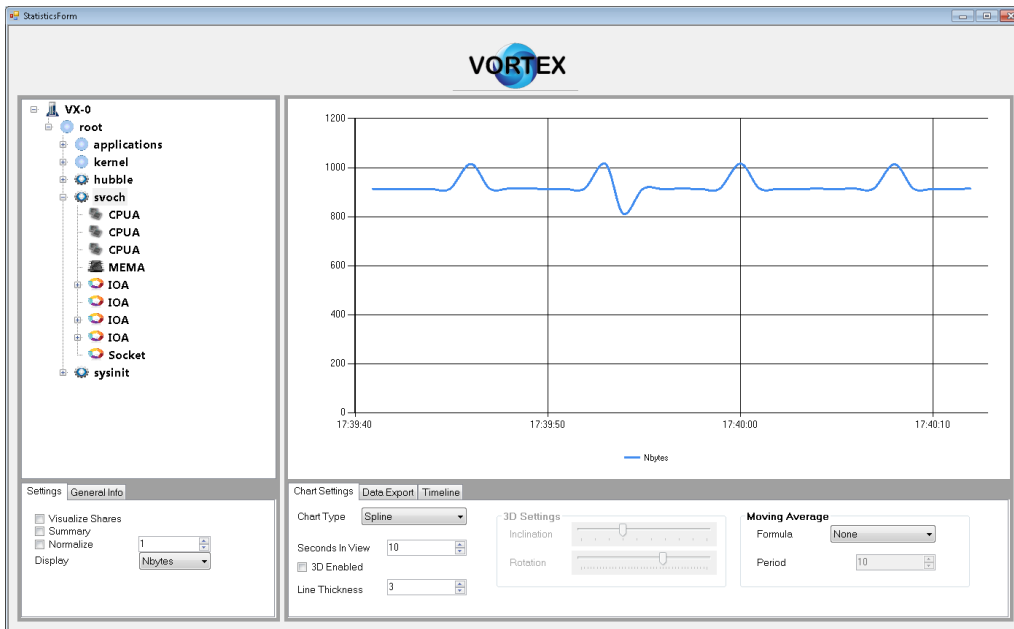 StatisticsForm
VORTEX
VX-0
root
applications
kernel
hubble
svoch
CPUA
CPUA
CPUA
MEMA
IOA
IOA
IOA
IOA
Socket
sysinit
1200
1000
800
600
400
200
0
17:39:40 17:39:50 17:40:00 17:40:10
Nbytes
Settings General Info
Visualize Shares
Summary
Normalize 1
Display Nbytes
Chart Settings Data Export Timeline
Chart Type Spline
Seconds In View 10
3D Enabled
Line Thickness 3
3D Settings
Inclination
Rotation
Moving Average
Formula None
Period 10